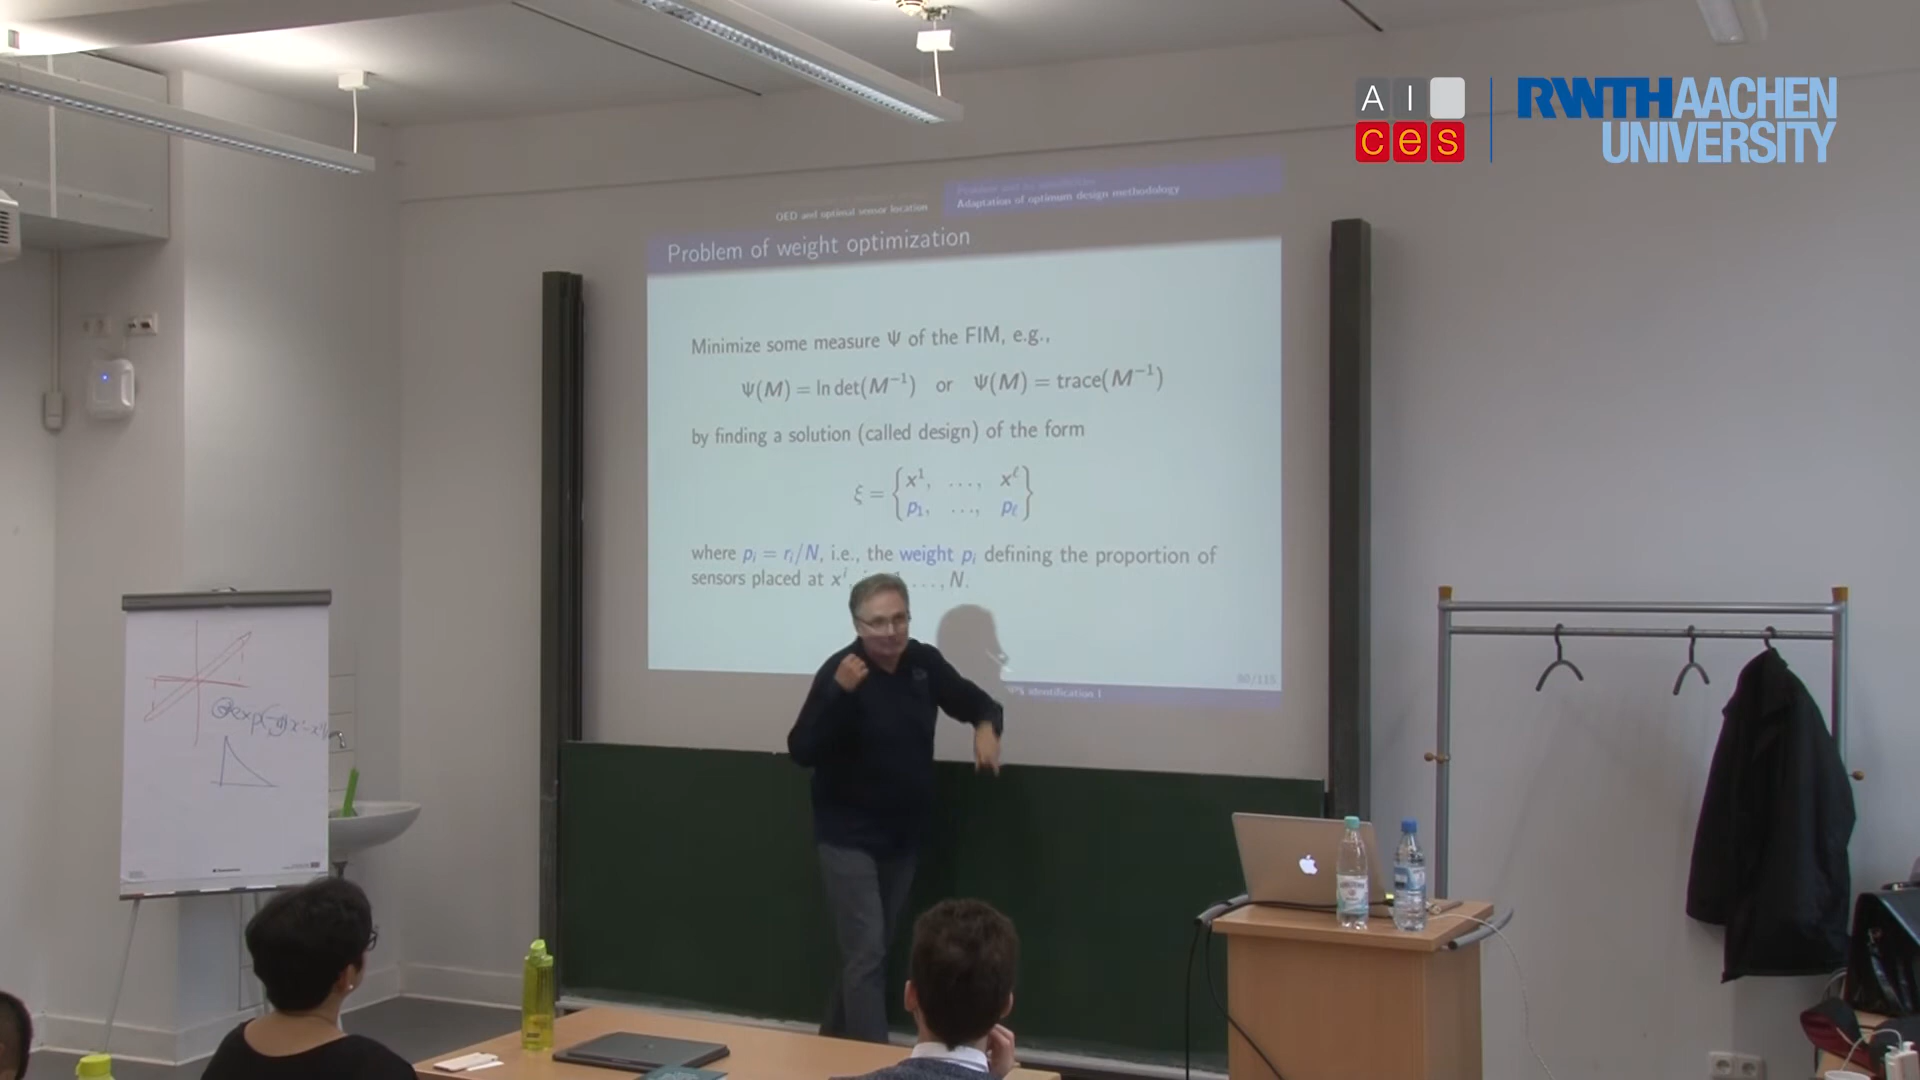 AI
ces
RWTHAACHEN
UNIVERSITY
OED and optimal sensor location
Adaptation of optimum design methodology
Problem of weight optimization
Minimize some measure Ψ of the FIM, e.g.,
Ψ(M) = ln det(M⁻¹) or Ψ(M) = trace(M⁻¹)
by finding a solution (called design) of the form
ξ = { x¹, ..., xℓ
p₁, ..., pℓ }
where pᵢ = rᵢ/N, i.e., the weight pᵢ defining the proportion of
sensors placed at xⁱ, ..., N.
Identification I